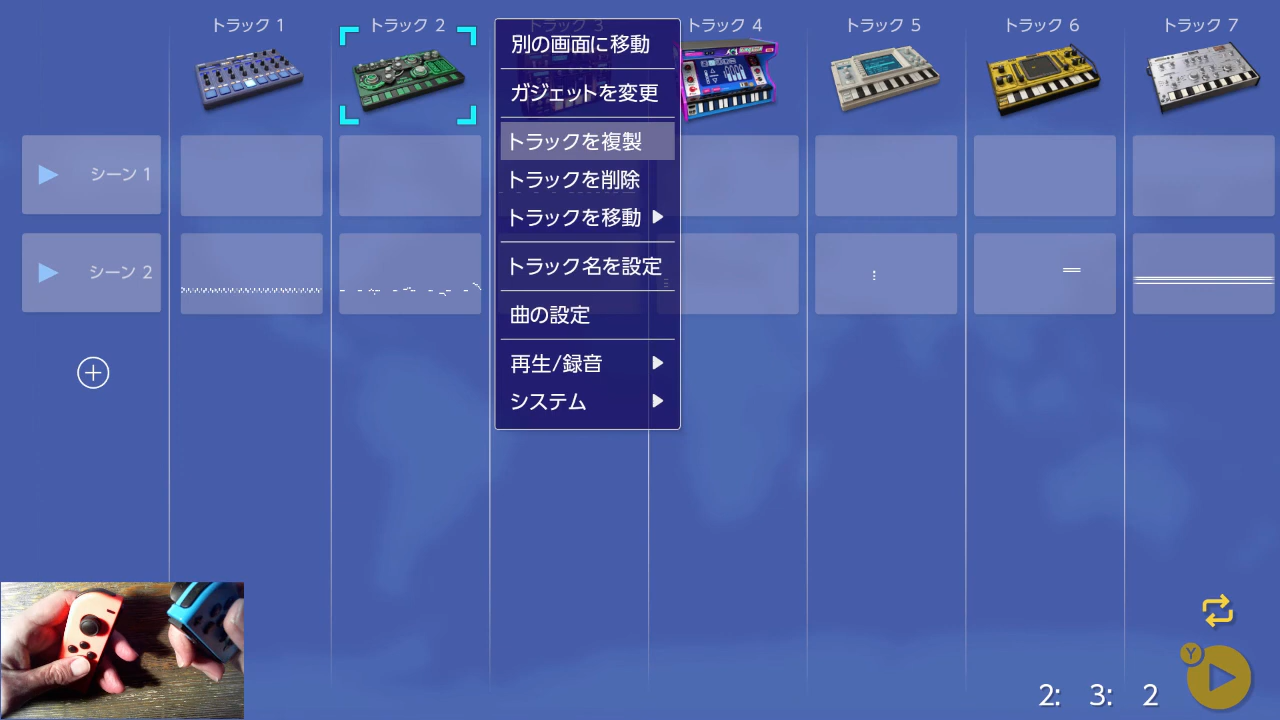 トラック 1
トラック 2
トラック 3
トラック 4
トラック 5
トラック 6
トラック 7
別の画面に移動
ガジェットを変更
トラックを複製
トラックを削除
トラックを移動
トラック名を設定
曲の設定
再生/録音
システム
シーン 1
シーン 2
Y
2: 3: 2